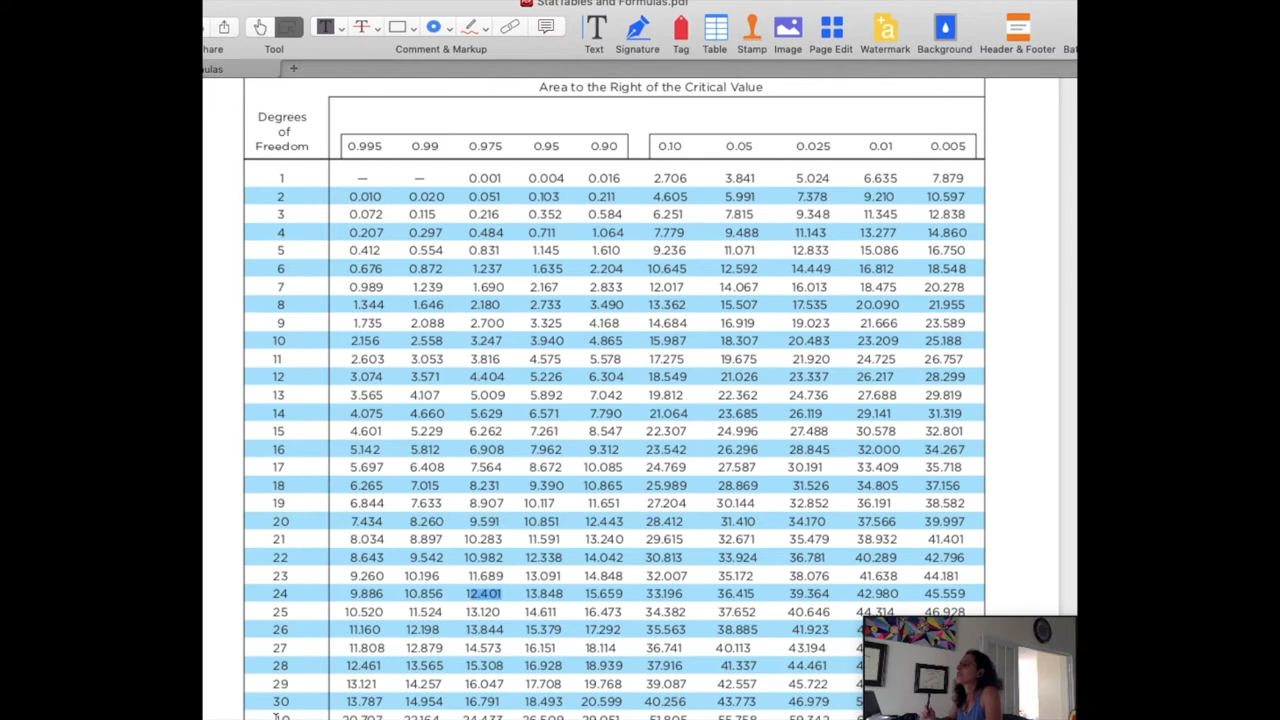 StatTables and Formulas.pdf
hare Tool Comment & Markup Text Signature Tag Table Stamp Image Page Edit Watermark Background Header & Footer Bat
ulas +
Area to the Right of the Critical Value
Degrees
of
Freedom 0.995 0.99 0.975 0.95 0.90 0.10 0.05 0.025 0.01 0.005
1 — — 0.001 0.004 0.016 2.706 3.841 5.024 6.635 7.879
2 0.010 0.020 0.051 0.103 0.211 4.605 5.991 7.378 9.210 10.597
3 0.072 0.115 0.216 0.352 0.584 6.251 7.815 9.348 11.345 12.838
4 0.207 0.297 0.484 0.711 1.064 7.779 9.488 11.143 13.277 14.860
5 0.412 0.554 0.831 1.145 1.610 9.236 11.071 12.833 15.086 16.750
6 0.676 0.872 1.237 1.635 2.204 10.645 12.592 14.449 16.812 18.548
7 0.989 1.239 1.690 2.167 2.833 12.017 14.067 16.013 18.475 20.278
8 1.344 1.646 2.180 2.733 3.490 13.362 15.507 17.535 20.090 21.955
9 1.735 2.088 2.700 3.325 4.168 14.684 16.919 19.023 21.666 23.589
10 2.156 2.558 3.247 3.940 4.865 15.987 18.307 20.483 23.209 25.188
11 2.603 3.053 3.816 4.575 5.578 17.275 19.675 21.920 24.725 26.757
12 3.074 3.571 4.404 5.226 6.304 18.549 21.026 23.337 26.217 28.299
13 3.565 4.107 5.009 5.892 7.042 19.812 22.362 24.736 27.688 29.819
14 4.075 4.660 5.629 6.571 7.790 21.064 23.685 26.119 29.141 31.319
15 4.601 5.229 6.262 7.261 8.547 22.307 24.996 27.488 30.578 32.801
16 5.142 5.812 6.908 7.962 9.312 23.542 26.296 28.845 32.000 34.267
17 5.697 6.408 7.564 8.672 10.085 24.769 27.587 30.191 33.409 35.718
18 6.265 7.015 8.231 9.390 10.865 25.989 28.869 31.526 34.805 37.156
19 6.844 7.633 8.907 10.117 11.651 27.204 30.144 32.852 36.191 38.582
20 7.434 8.260 9.591 10.851 12.443 28.412 31.410 34.170 37.566 39.997
21 8.034 8.897 10.283 11.591 13.240 29.615 32.671 35.479 38.932 41.401
22 8.643 9.542 10.982 12.338 14.042 30.813 33.924 36.781 40.289 42.796
23 9.260 10.196 11.689 13.091 14.848 32.007 35.172 38.076 41.638 44.181
24 9.886 10.856 12.401 13.848 15.659 33.196 36.415 39.364 42.980 45.559
25 10.520 11.524 13.120 14.611 16.473 34.382 37.652 40.646 44.314 46.928
26 11.160 12.198 13.844 15.379 17.292 35.563 38.885 41.923
27 11.808 12.879 14.573 16.151 18.114 36.741 40.113 43.194
28 12.461 13.565 15.308 16.928 18.939 37.916 41.337 44.461
29 13.121 14.257 16.047 17.708 19.768 39.087 42.557 45.722
30 13.787 14.954 16.791 18.493 20.599 40.256 43.773 46.979